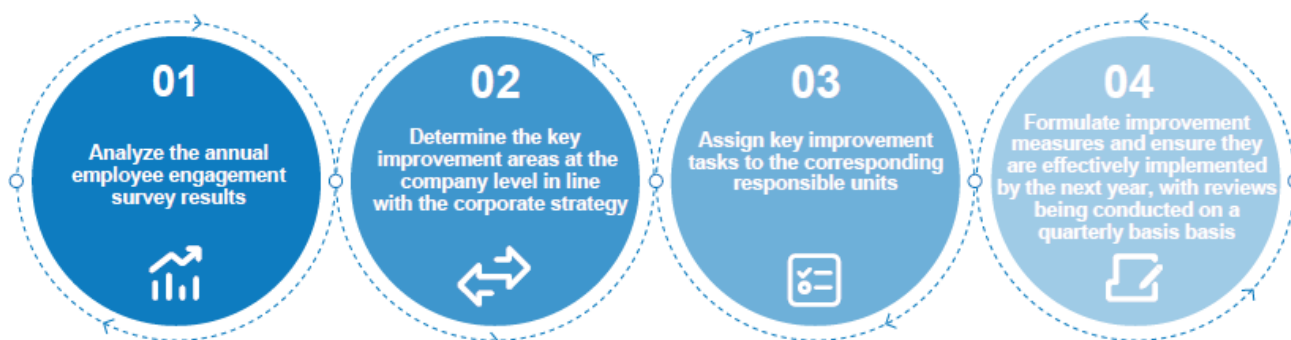 01
Analyze the annual
employee engagement
survey results
02
Determine the key
improvement areas at the
company level in line
with the corporate strategy
03
Assign key improvement
tasks to the corresponding
responsible units
04
Formulate improvement
measures and ensure they
are effectively implemented
by the next year, with reviews
being conducted on a
quarterly basis basis